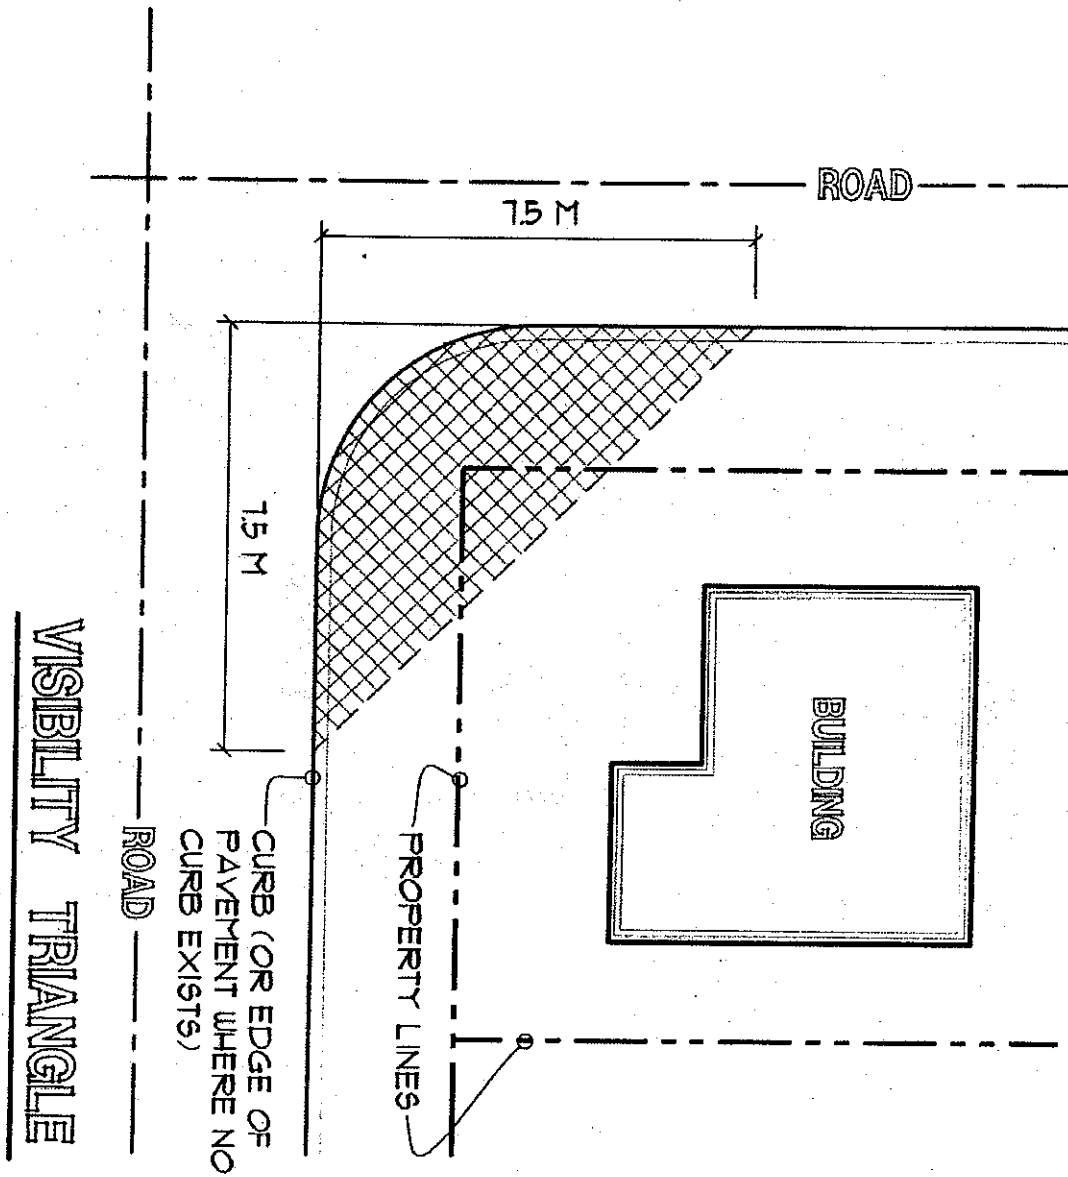 ROAD
7.5 M
7.5 M
BUILDING
PROPERTY LINES
CURB (OR EDGE OF
PAVEMENT WHERE NO
CURB EXISTS)
ROAD
VISIBILITY TRIANGLE